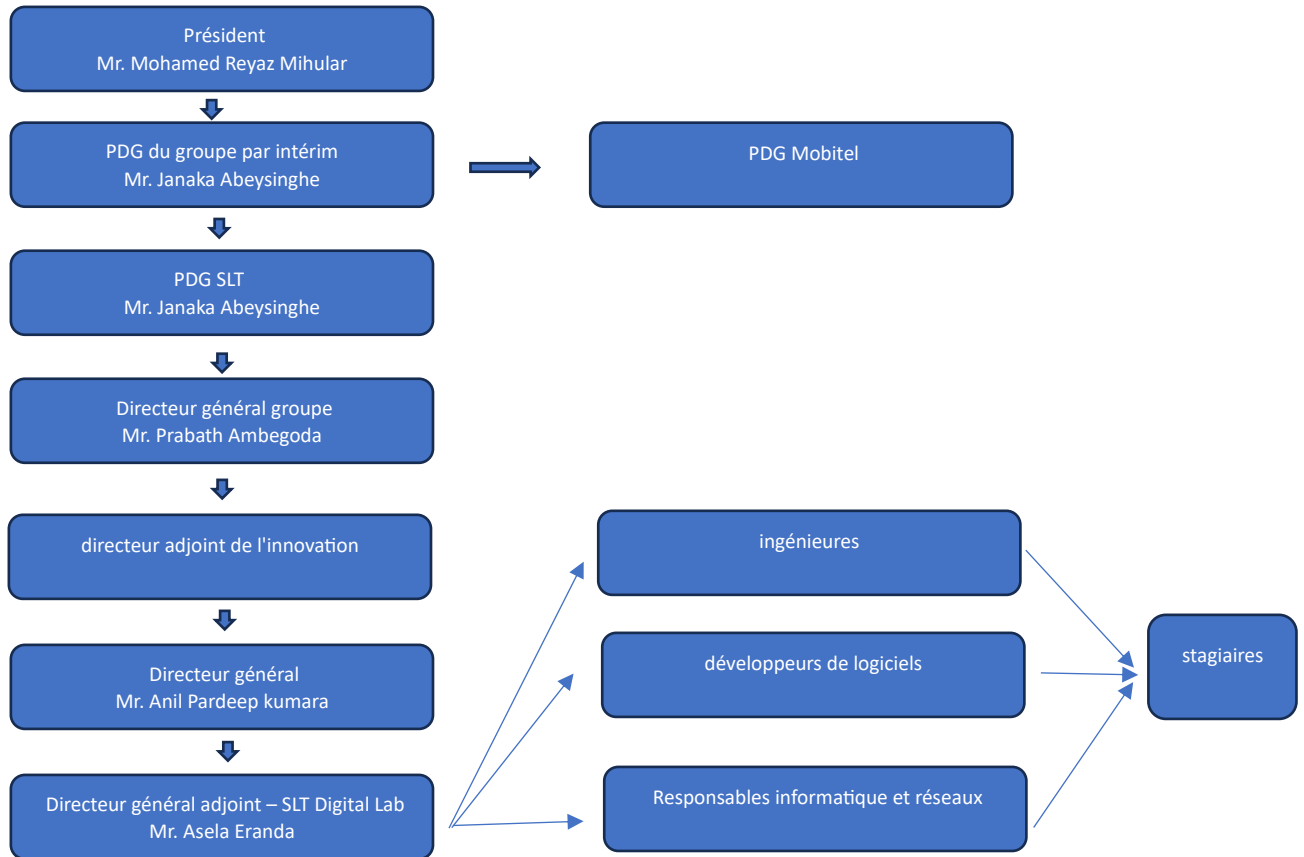 Président
Mr. Mohamed Reyaz Mihular
PDG du groupe par intérim
Mr. Janaka Abeysinghe
PDG Mobitel
PDG SLT
Mr. Janaka Abeysinghe
Directeur général groupe
Mr. Prabath Ambegoda
directeur adjoint de l'innovation
ingénieures
Directeur général
Mr. Anil Pardeep kumara
développeurs de logiciels
stagiaires
Directeur général adjoint – SLT Digital Lab
Mr. Asela Eranda
Responsables informatique et réseaux